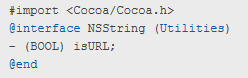 #import <Cocoa/Cocoa.h>
@interface NSString (Utilities)
- (BOOL) isURL;
@end